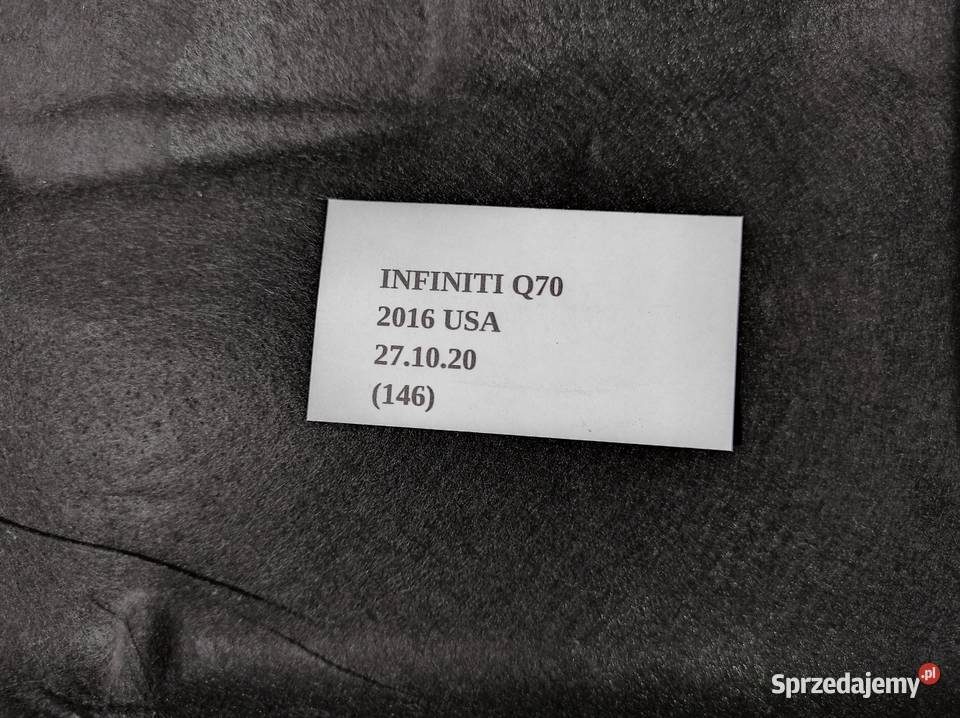 INFINITI Q70
2016 USA
27.10.20
(146)
Sprzedajemy.pl